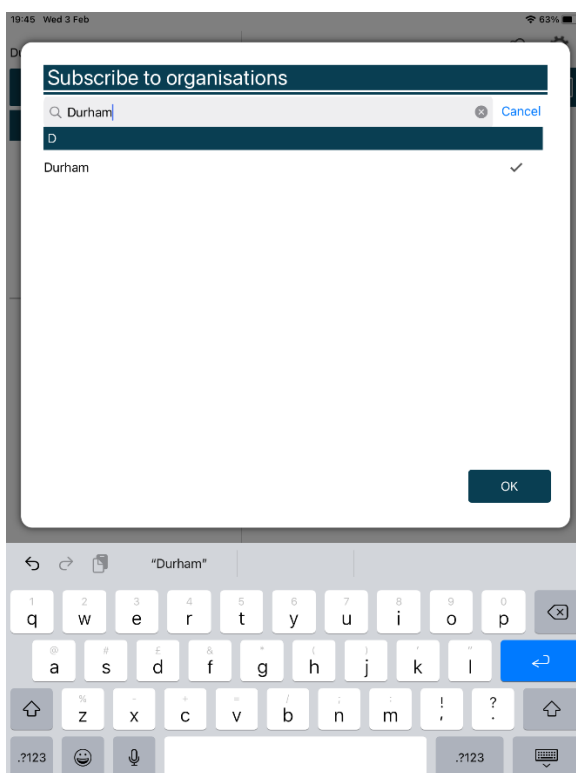 19:45 Wed 3 Feb 63%
D
Subscribe to organisations
Durham Cancel
D
Durham
OK
"Durham"
1 2 3 4 5 6 7 8 9 0
q w e r t y u i o p
@ # £ & * ( ) ' "
a s d f g h j k l
% - + = / ; : ! ?
z x c v b n m , .
.?123 .?123